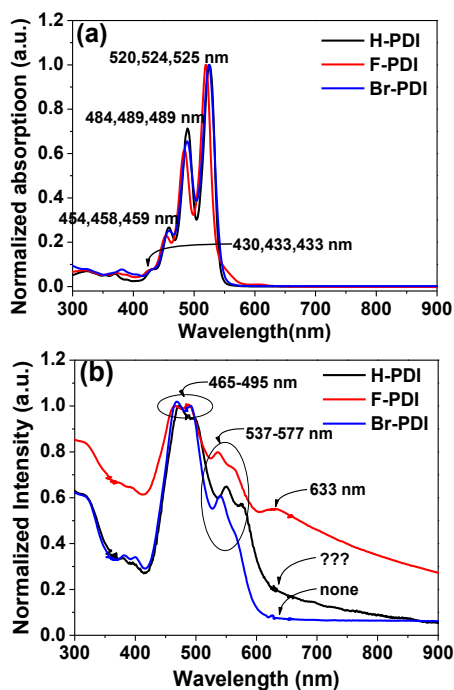 (a)
520,524,525 nm
484,489,489 nm
454,458,459 nm
430,433,433 nm
H-PDI
F-PDI
Br-PDI
Normalized absorptioon (a.u.)
1.0
0.8
0.6
0.4
0.2
0.0
300 400 500 600 700 800 900
Wavelength(nm)
(b)
465-495 nm
537-577 nm
633 nm
???
none
H-PDI
F-PDI
Br-PDI
Normalized Intensity (a.u.)
1.2
1.0
0.8
0.6
0.4
0.2
0.0
300 400 500 600 700 800 900
Wavelength (nm)